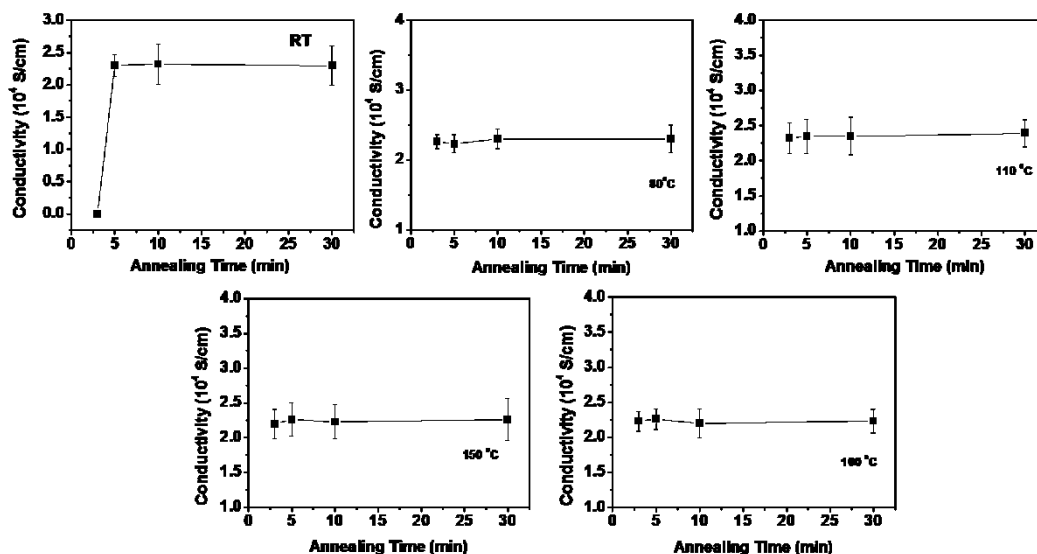 Conductivity (10⁴ S/cm)
3.0
2.5
2.0
1.5
1.0
0.5
0.0
RT
0 5 10 15 20 25 30
Annealing Time (min)
Conductivity (10⁴ S/cm)
4
3
2
1
80°C
0 5 10 15 20 25 30
Annealing Time (min)
Conductivity (10⁴ S/cm)
4.0
3.5
3.0
2.5
2.0
1.5
1.0
110 °C
0 5 10 15 20 25 30
Annealing Time (min)
Conductivity (10⁴ S/cm)
4.0
3.5
3.0
2.5
2.0
1.5
1.0
150 °C
0 5 10 15 20 25 30
Annealing Time (min)
Conductivity (10⁴ S/cm)
4.0
3.5
3.0
2.5
2.0
1.5
1.0
°C
0 5 10 15 20 25 30
Annealing Time (min)